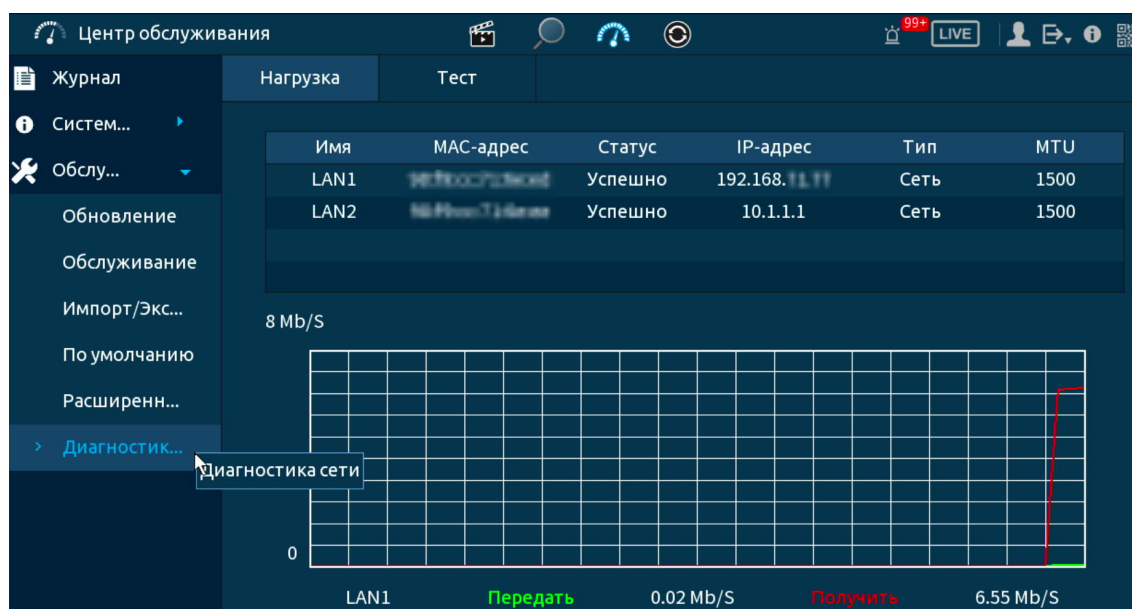 Центр обслуживания
99+ LIVE
Журнал
Нагрузка Тест
Систем...
Имя MAC-адрес Статус IP-адрес Тип MTU
Обслу...
LAN1 Успешно 192.168. Сеть 1500
LAN2 Успешно 10.1.1.1 Сеть 1500
Обновление
Обслуживание
Импорт/Экс...
8 Mb/S
По умолчанию
Расширенн...
Диагностик...
Диагностика сети
0
LAN1 Передать 0.02 Mb/S Получить 6.55 Mb/S